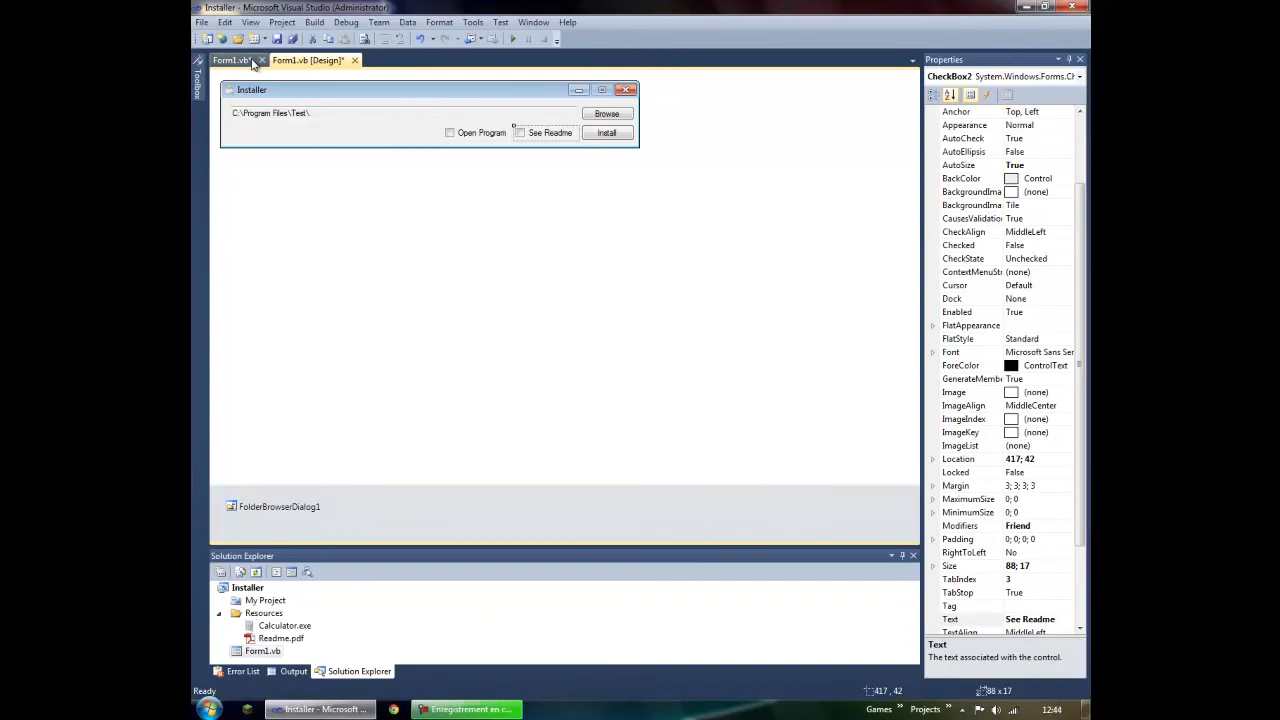 Installer - Microsoft Visual Studio (Administrator)
File Edit View Project Build Debug Team Data Format Tools Test Window Help
Form1.vb* Form1.vb [Design]*
Toolbox
Installer
C:\Program Files\Test\ Browse
Open Program See Readme Install
FolderBrowserDialog1
Solution Explorer
Installer
My Project
Resources
Calculator.exe
Readme.pdf
Form1.vb
Error List Output Solution Explorer
Properties
CheckBox2 System.Windows.Forms.Ch
Anchor Top, Left
Appearance Normal
AutoCheck True
AutoEllipsis False
AutoSize True
BackColor Control
BackgroundIma (none)
BackgroundIma Tile
CausesValidatio True
CheckAlign MiddleLeft
Checked False
CheckState Unchecked
ContextMenuSt (none)
Cursor Default
Dock None
Enabled True
FlatAppearance
FlatStyle Standard
Font Microsoft Sans Ser
ForeColor ControlText
GenerateMembe True
Image (none)
ImageAlign MiddleCenter
ImageIndex (none)
ImageKey (none)
ImageList (none)
Location 417; 42
Locked False
Margin 3; 3; 3; 3
MaximumSize 0; 0
MinimumSize 0; 0
Modifiers Friend
Padding 0; 0; 0; 0
RightToLeft No
Size 88; 17
TabIndex 3
TabStop True
Tag
Text See Readme
TextAlign MiddleLeft
Text
The text associated with the control.
Ready 417 , 42 88 x 17
Installer - Microsoft ... Enregistrement en c... Games » Projects » 12:44